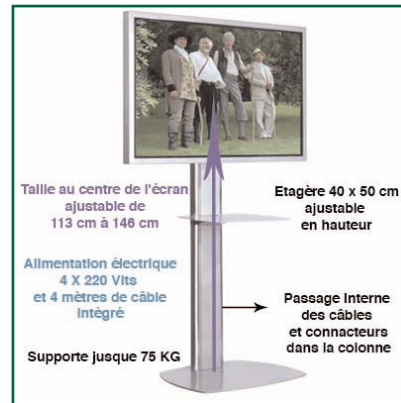 Taille au centre de l'écran
ajustable de
113 cm à 146 cm
Etagère 40 x 50 cm
ajustable
en hauteur
Alimentation électrique
4 X 220 Vlts
et 4 mètres de câble
Intégré
Passage Interne
des câbles
et connecteurs
dans la colonne
Supporte jusque 75 KG